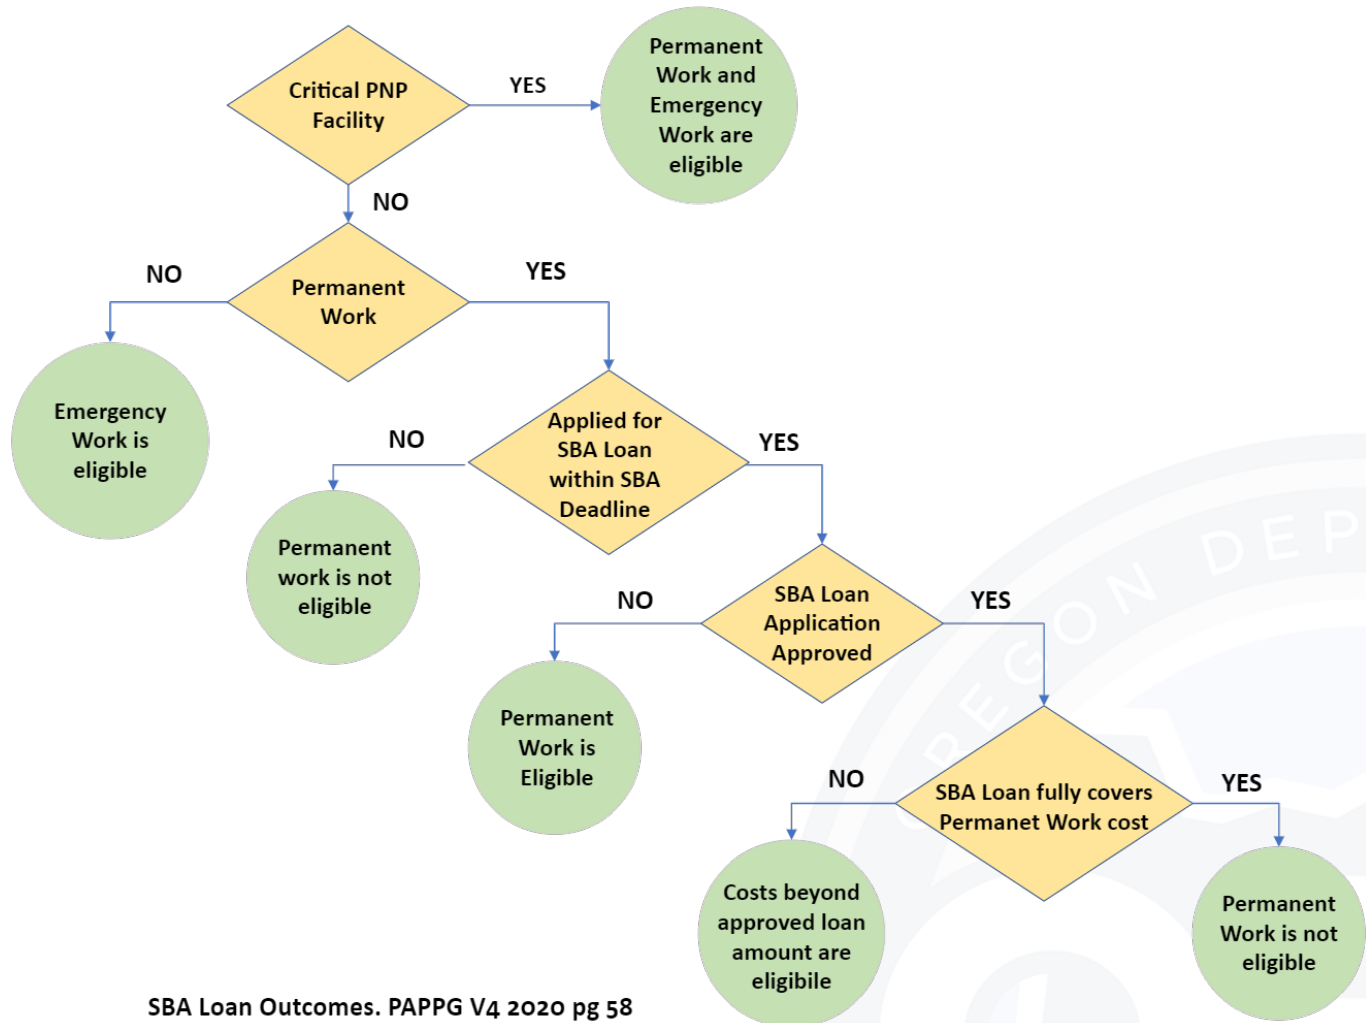 Critical PNP
Facility
YES
Permanent
Work and
Emergency
Work are
eligible
NO
Permanent
Work
NO
YES
Emergency
Work is
eligible
Applied for
SBA Loan
within SBA
Deadline
NO
YES
Permanent
work is not
eligible
SBA Loan
Application
Approved
NO
YES
Permanent
Work is
Eligible
SBA Loan fully covers
Permanet Work cost
NO
YES
Costs beyond
approved loan
amount are
eligibile
Permanent
Work is not
eligible
SBA Loan Outcomes. PAPPG V4 2020 pg 58
OREGON DEP